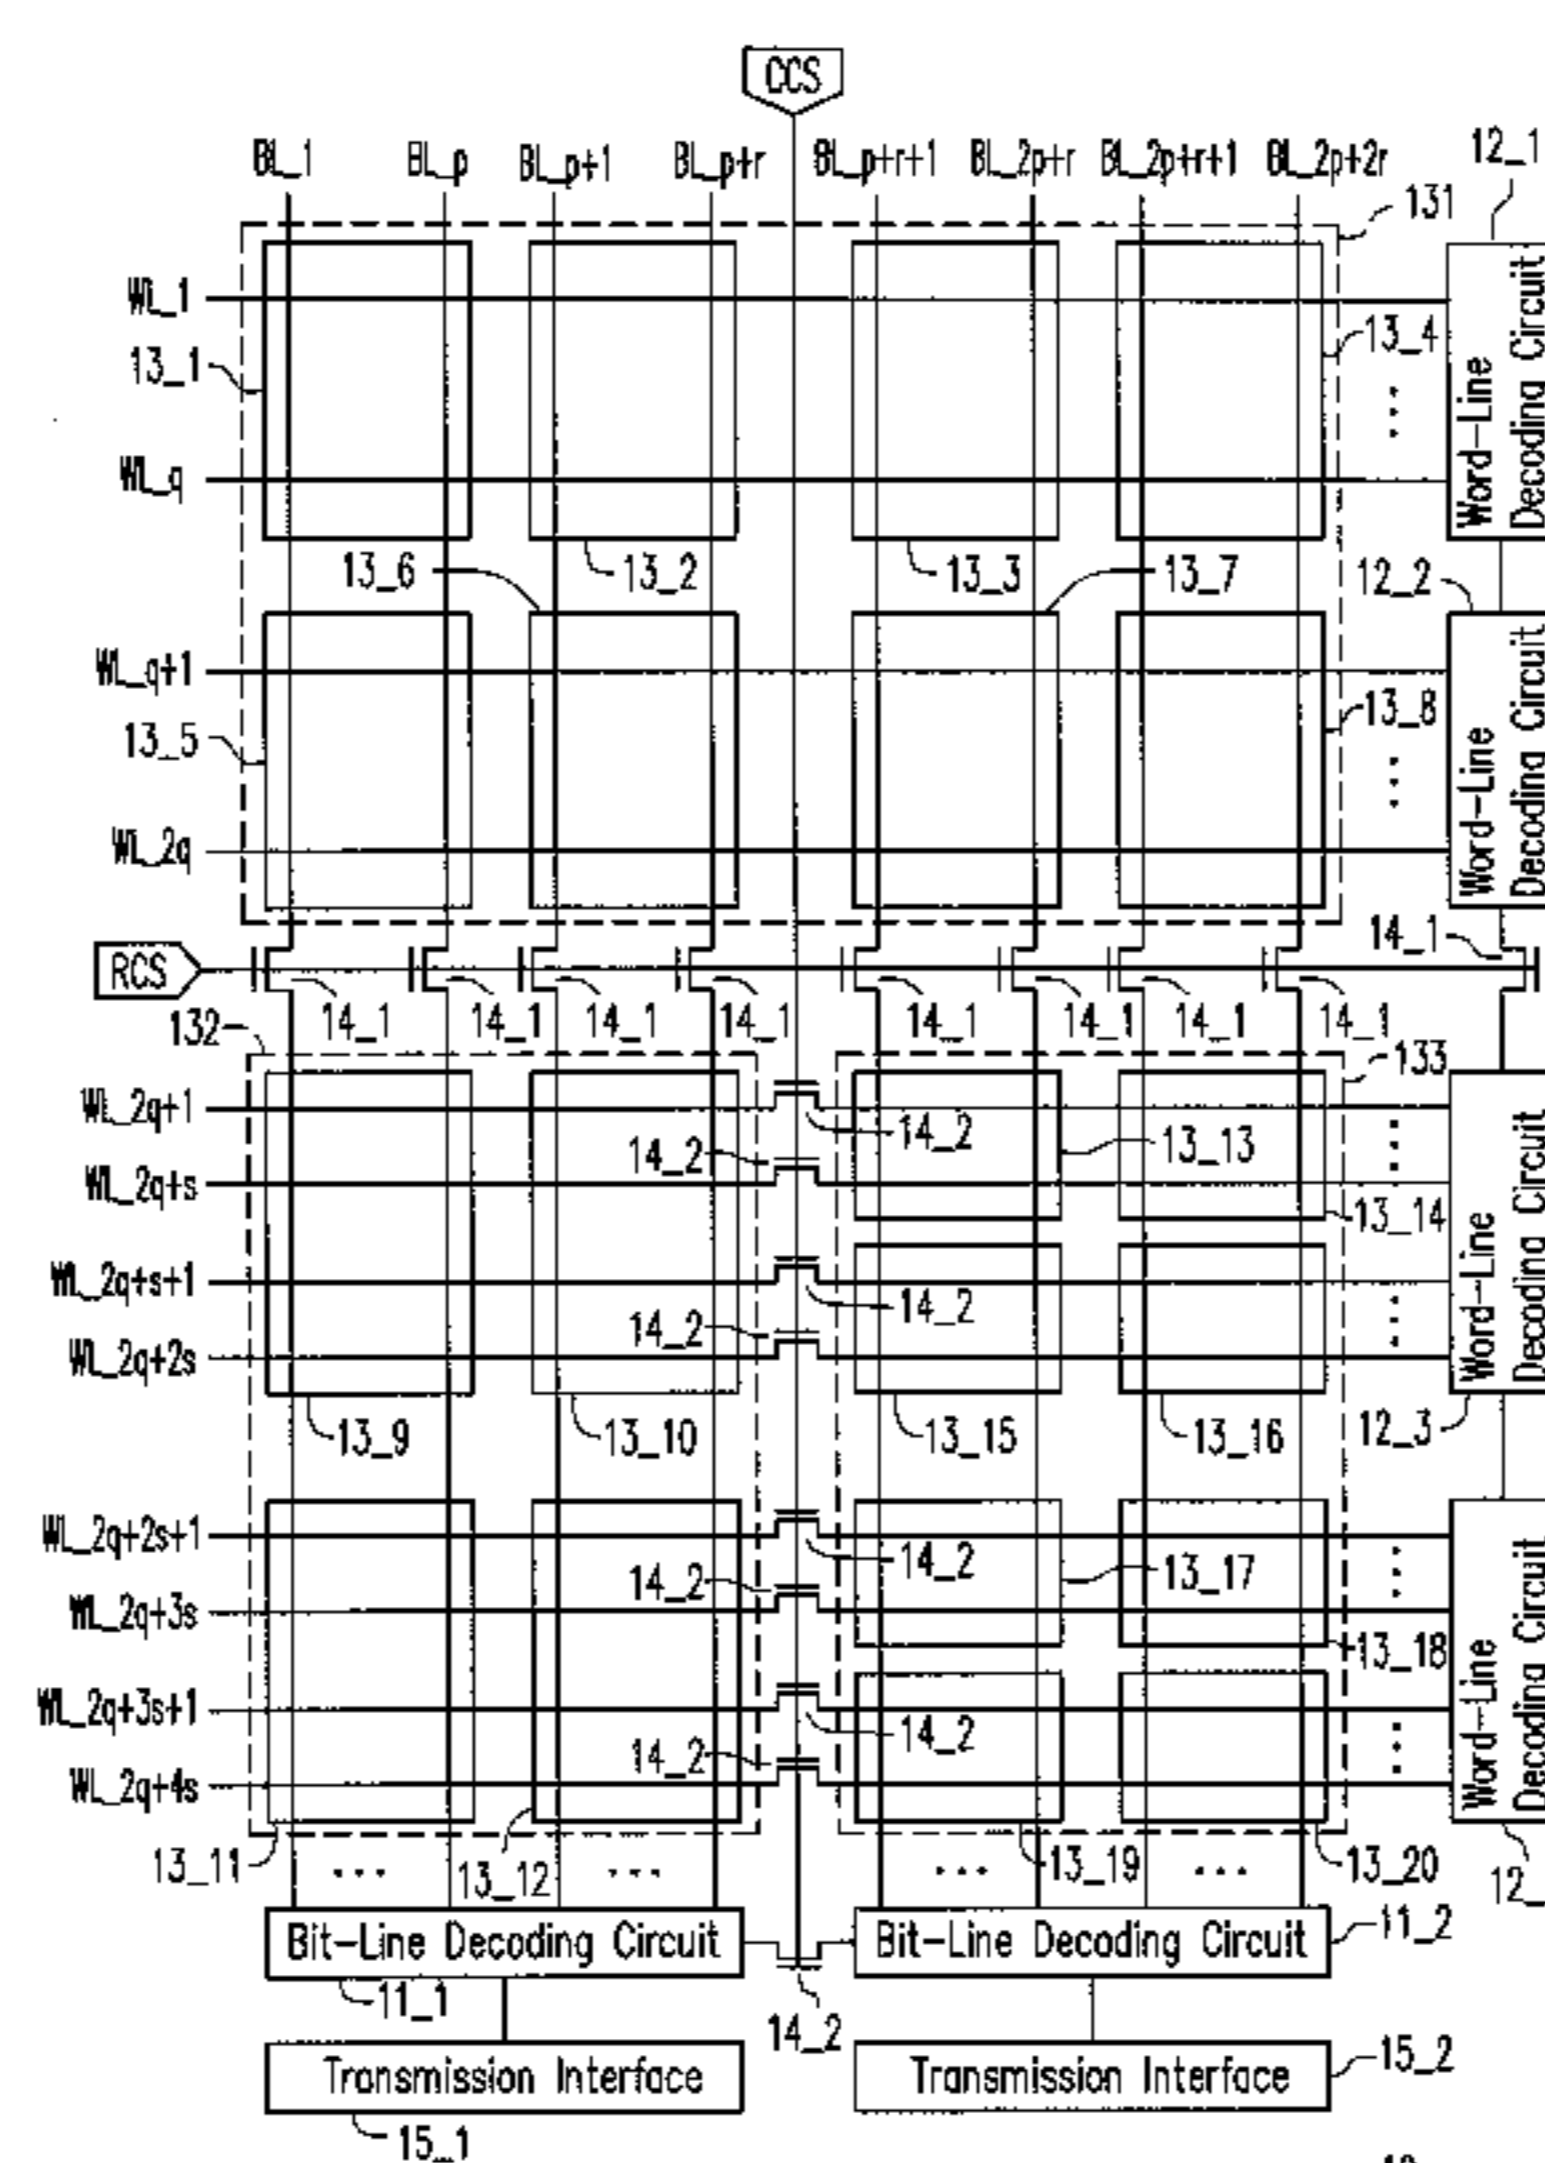 CCS
BL_1 BL_p BL_p+1 BL_p+r BL_p+r+1 BL_2p+r BL_2p+r+1 BL_2p+2r 12_1
131
WL_1
13_4
13_1
Word-Line
Decoding Circuit
WL_q
13_6 13_2 13_3 13_7 12_2
WL_q+1
13_8
13_5
Word-Line
Decoding Circuit
WL_2q
14_1
RCS
14_1 14_1 14_1 14_1 14_1 14_1 14_1 14_1
132
133
WL_2q+1
14_2 13_13
14_2
WL_2q+s
13_14
WL_2q+s+1
14_2
14_2
WL_2q+2s
Word-Line
Decoding Circuit
13_9 13_10 13_15 13_16 12_3
WL_2q+2s+1
14_2 13_17
14_2
WL_2q+3s
13_18
WL_2q+3s+1
14_2
14_2
WL_2q+4s
Word-Line
Decoding Circuit
13_11 13_12 13_19 13_20
12_
Bit-Line Decoding Circuit Bit-Line Decoding Circuit 11_2
11_1
14_2
Transmission Interface Transmission Interface 15_2
15_1